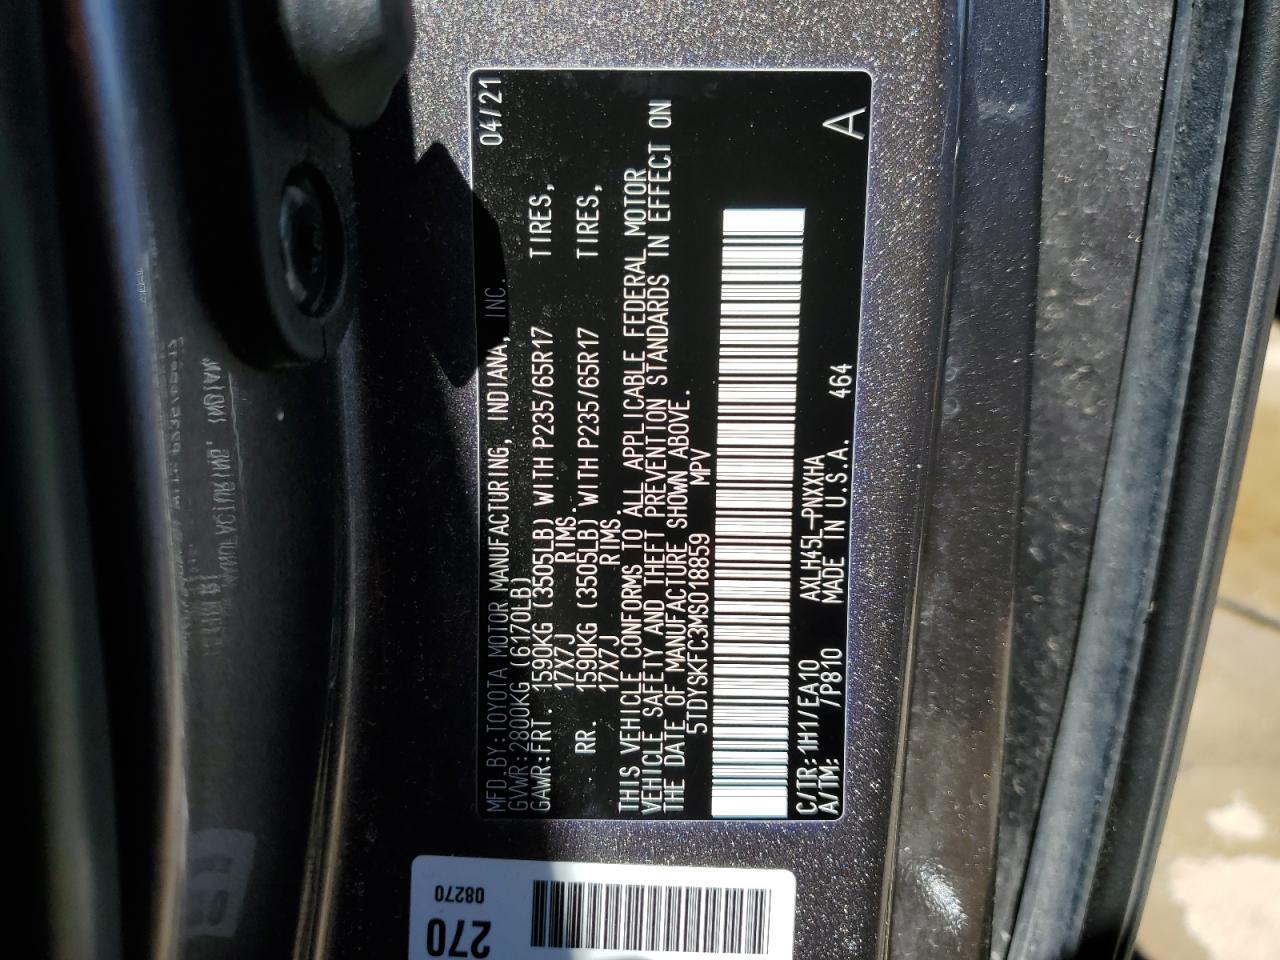 MFD.BY:TOYOTA MOTOR MANUFACTURING, INDIANA, INC. 04/21
GVWR:2800KG (6170LB)
GAWR:FRT. 1590KG (3505LB) WITH P235/65R17 TIRES,
17X7J RIMS.
RR. 1590KG (3505LB) WITH P235/65R17 TIRES,
17X7J RIMS.
THIS VEHICLE CONFORMS TO ALL APPLICABLE FEDERAL MOTOR
VEHICLE SAFETY AND THEFT PREVENTION STANDARDS IN EFFECT ON
THE DATE OF MANUFACTURE SHOWN ABOVE.
5TDYSKFC3MS018859 MPV
C/TR:1H1/EA10 AXLH45L-PNXXHA
A/TM: /P810 MADE IN U.S.A. 464 A
08270
270